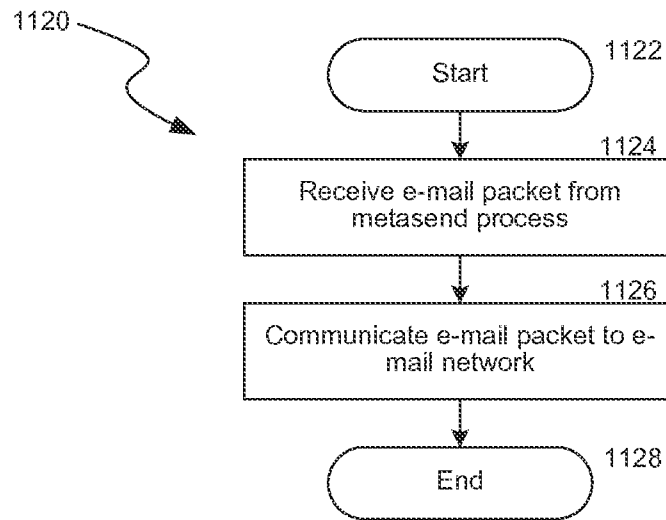 1120
1122
Start
1124
Receive e-mail packet from
metasend process
1126
Communicate e-mail packet to e-
mail network
1128
End